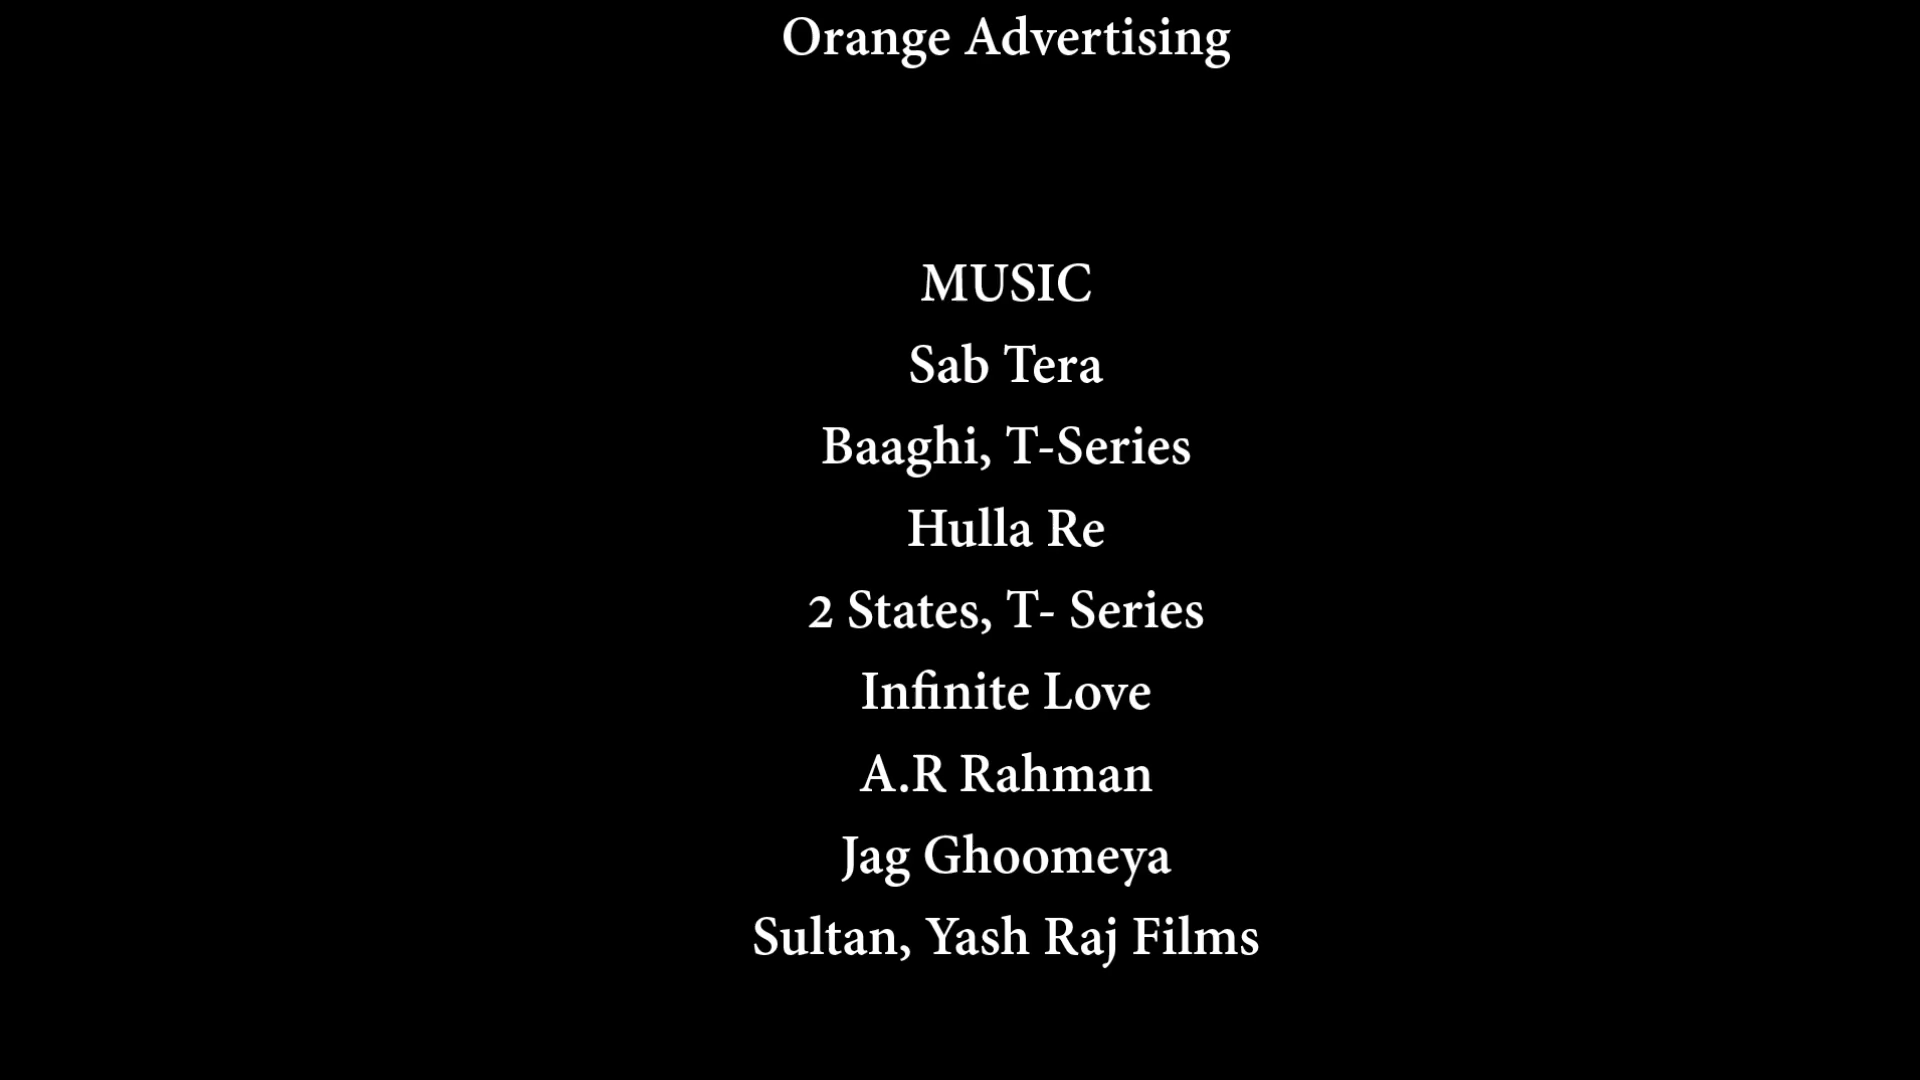 Orange Advertising
MUSIC
Sab Tera
Baaghi, T-Series
Hulla Re
2 States, T- Series
Infinite Love
A.R Rahman
Jag Ghoomeya
Sultan, Yash Raj Films